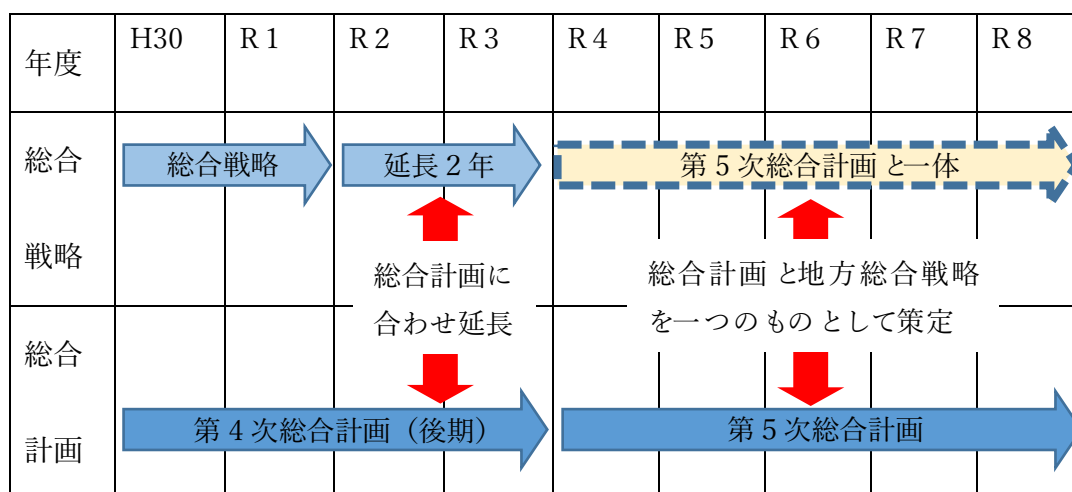 年度 H30 R1 R2 R3 R4 R5 R6 R7 R8
総合
戦略
総合戦略 延長2年 第5次総合計画と一体
総合計画に
合わせ延長
総合計画と地方総合戦略
を一つのものとして策定
総合
計画
第4次総合計画(後期) 第5次総合計画